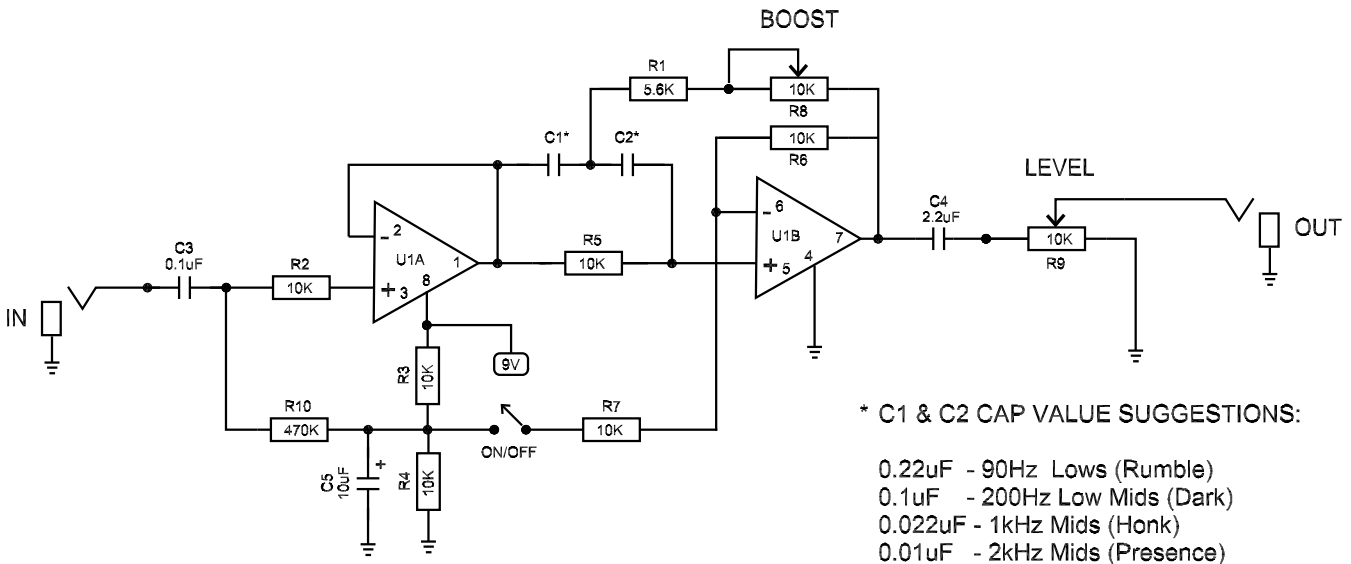 BOOST
R1
5.6K
10K
R8
C1*
C2*
10K
R6
LEVEL
- 2
U1A
1
+ 3
8
R5
10K
- 6
U1B
7
4
+ 5
C4
2.2uF
10K
R9
OUT
C3
0.1uF
R2
10K
IN
R3
10K
9V
R10
470K
ON/OFF
R7
10K
C5
10uF
+
R4
10K
* C1 & C2 CAP VALUE SUGGESTIONS:
0.22uF - 90Hz Lows (Rumble)
0.1uF - 200Hz Low Mids (Dark)
0.022uF - 1kHz Mids (Honk)
0.01uF - 2kHz Mids (Presence)